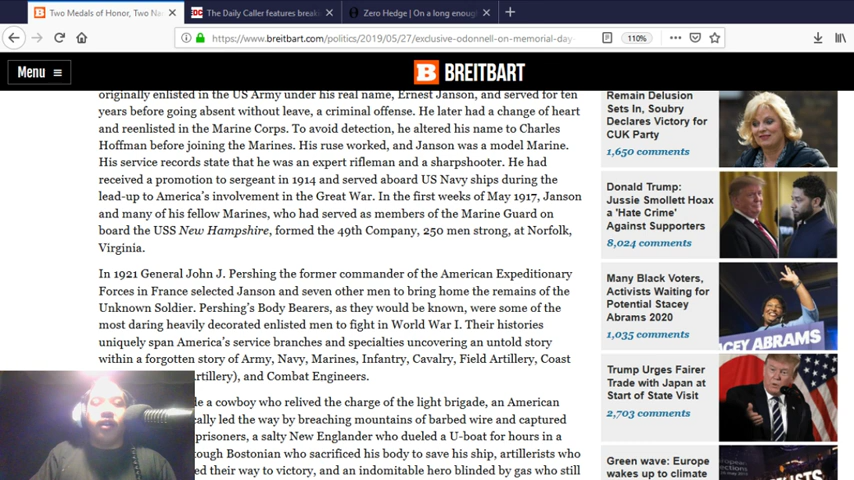 Two Medals of Honor, Two Na
The Daily Caller features break
Zero Hedge | On a long enoug
https://www.breitbart.com/politics/2019/05/27/exclusive-odonnell-on-memorial-day-
110%
Menu
B BREITBART
originally enlisted in the US Army under his real name, Ernest Janson, and served for ten
years before going absent without leave, a criminal offense. He later had a change of heart
and reenlisted in the Marine Corps. To avoid detection, he altered his name to Charles
Hoffman before joining the Marines. His ruse worked, and Janson was a model Marine.
His service records state that he was an expert rifleman and a sharpshooter. He had
received a promotion to sergeant in 1914 and served aboard US Navy ships during the
lead-up to America's involvement in the Great War. In the first weeks of May 1917, Janson
and many of his fellow Marines, who had served as members of the Marine Guard on
board the USS New Hampshire, formed the 49th Company, 250 men strong, at Norfolk,
Virginia.
In 1921 General John J. Pershing the former commander of the American Expeditionary
Forces in France selected Janson and seven other men to bring home the remains of the
Unknown Soldier. Pershing's Body Bearers, as they would be known, were some of the
most daring heavily decorated enlisted men to fight in World War I. Their histories
uniquely span America's service branches and specialties uncovering an untold story
within a forgotten story of Army, Navy, Marines, Infantry, Cavalry, Field Artillery, Coast
rtillery), and Combat Engineers.
le a cowboy who relived the charge of the light brigade, an American
cally led the way by breaching mountains of barbed wire and captured
prisoners, a salty New Englander who dueled a U-boat for hours in a
ough Bostonian who sacrificed his body to save his ship, artillerists who
ed their way to victory, and an indomitable hero blinded by gas who still
Remain Delusion
Sets In, Soubry
Declares Victory for
CUK Party
1,650 comments
Donald Trump:
Jussie Smollett Hoax
a 'Hate Crime'
Against Supporters
8,024 comments
Many Black Voters,
Activists Waiting for
Potential Stacey
Abrams 2020
1,035 comments
CEY ABRAMS
Trump Urges Fairer
Trade with Japan at
Start of State Visit
2,703 comments
Green wave: Europe
wakes up to climate